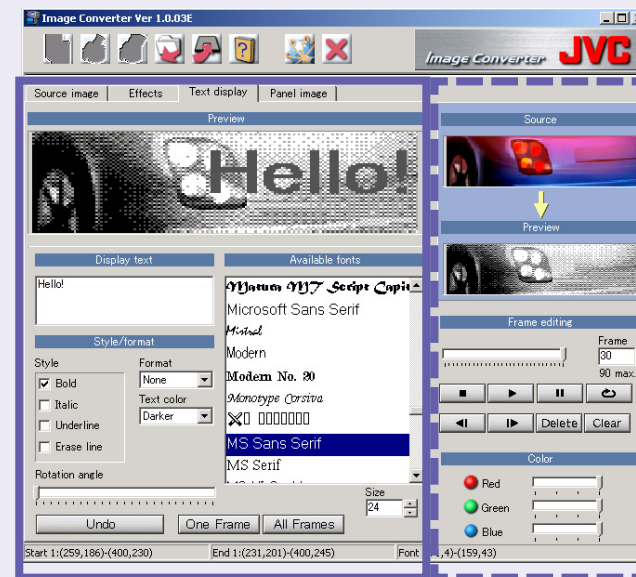 Image Converter Ver 1.0.03E
Image Converter JVC
Source image Effects Text display Panel image
Preview
Hello!
Display text
Hello!
Style/format
Style
Bold
Italic
Underline
Erase line
Format
None
Text color
Darker
Rotation angle
Available fonts
Matura MT Script Capit
Microsoft Sans Serif
Mistral
Modern
Modern No. 20
Monotype Corsiva
MS Sans Serif
MS Serif
Size
24
Undo One Frame All Frames
Start 1:(259,186)-(400,230) End 1:(231,201)-(400,245) Font
Source
Preview
Frame editing
Frame
30
90 max.
Delete Clear
Color
Red
Green
Blue
,4)-(159,43)